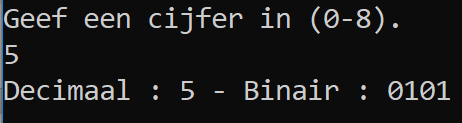 Geef een cijfer in (0-8).
5
Decimaal : 5 - Binair : 0101